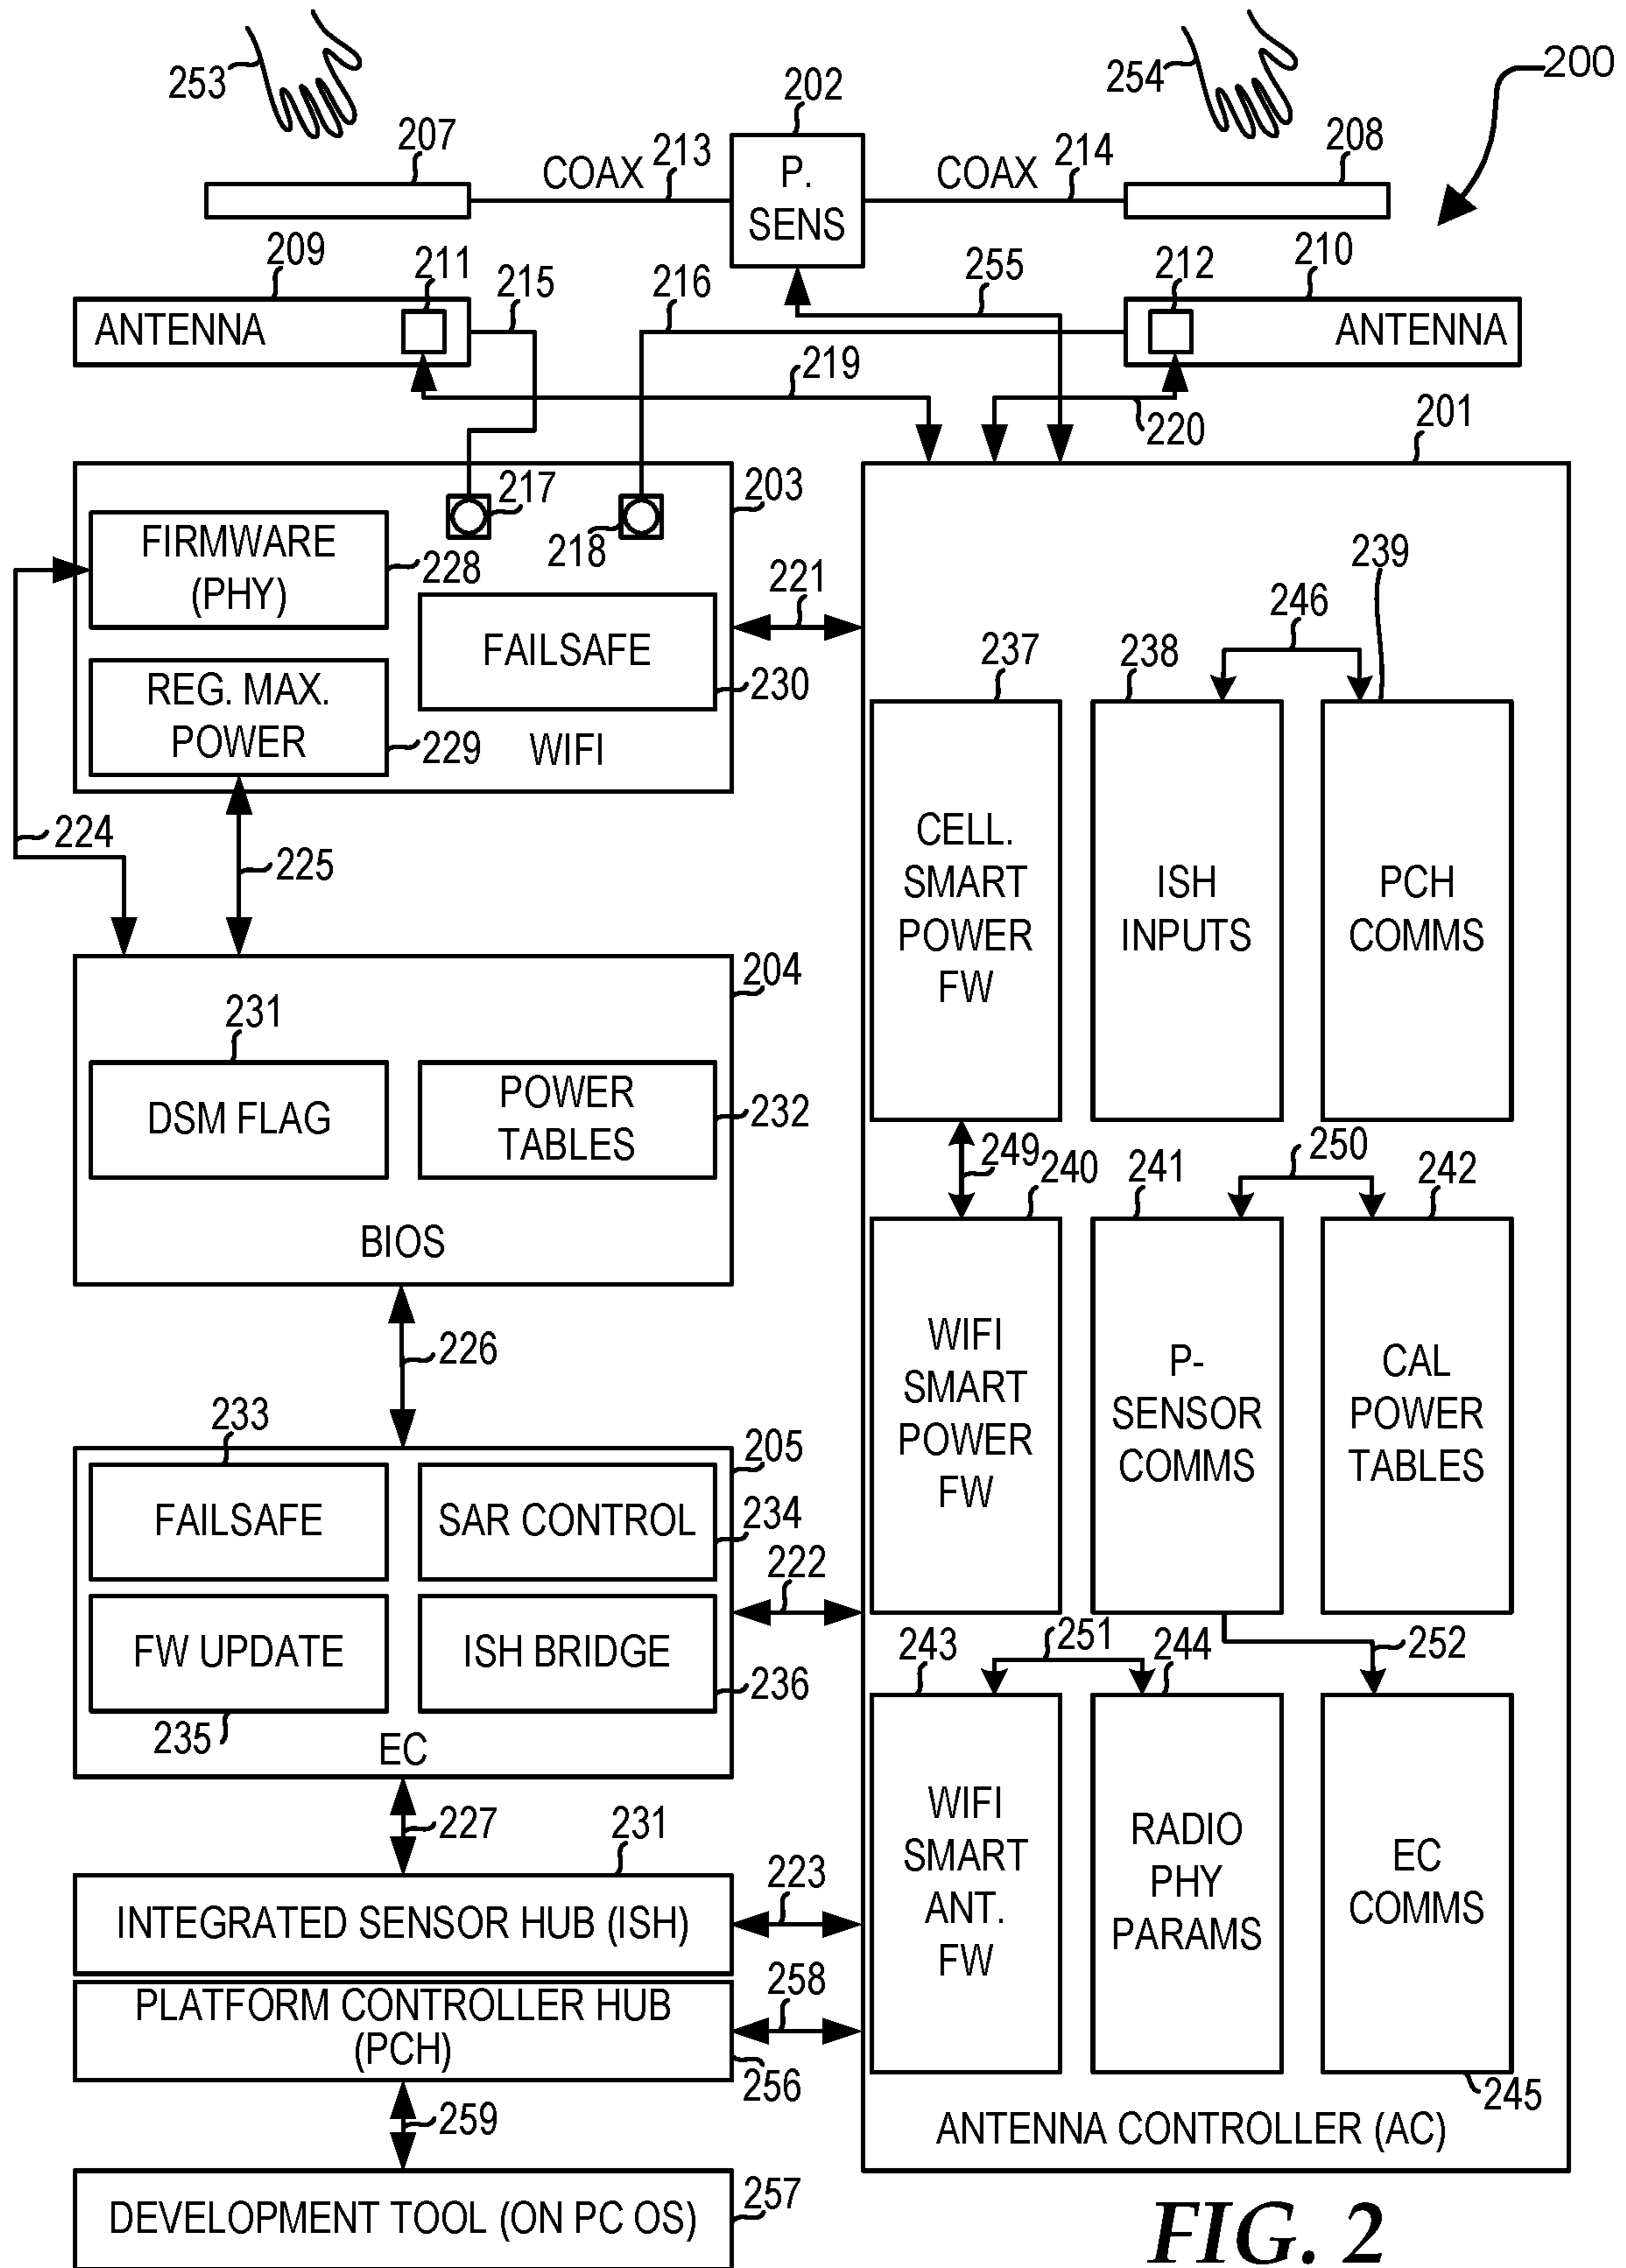 253
254
200
202
207
208
COAX 213
COAX 214
P.
SENS
209
211
215
216
255
212
210
ANTENNA
ANTENNA
219
220
201
217
203
218
FIRMWARE
(PHY)
228
221
239
246
FAILSAFE
230
237
238
REG. MAX.
POWER
229
WIFI
224
225
CELL.
SMART
POWER
FW
ISH
INPUTS
PCH
COMMS
204
231
DSM FLAG
POWER
TABLES
232
BIOS
249
240
241
250
242
226
WIFI
SMART
POWER
FW
P-
SENSOR
COMMS
CAL
POWER
TABLES
233
205
FAILSAFE
SAR CONTROL
234
222
FW UPDATE
ISH BRIDGE
236
235
EC
243
251
244
252
227
231
223
INTEGRATED SENSOR HUB (ISH)
WIFI
SMART
ANT.
FW
RADIO
PHY
PARAMS
EC
COMMS
258
PLATFORM CONTROLLER HUB
(PCH)
256
245
259
ANTENNA CONTROLLER (AC)
DEVELOPMENT TOOL (ON PC OS)
257
FIG. 2